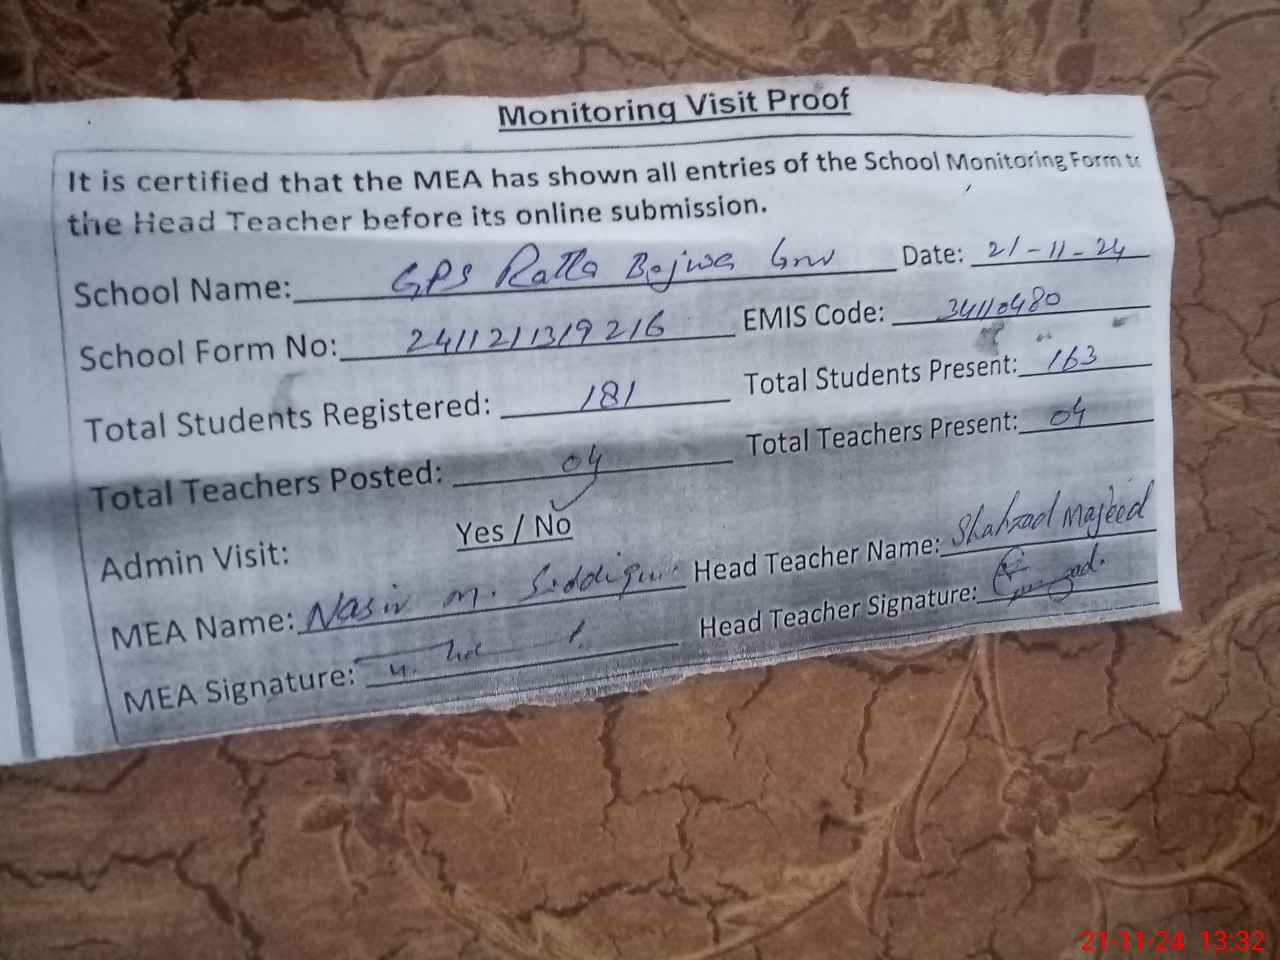 Monitoring Visit Proof
It is certified that the MEA has shown all entries of the School Monitoring Form to
the Head Teacher before its online submission.
School Name: GPS Ratta Bajwa Grw Date: 21-11-24
School Form No: 2411211319216 EMIS Code: 34110480
Total Students Registered: 181 Total Students Present: 163
Total Teachers Posted: 04 Total Teachers Present: 04
Admin Visit: Yes / No
MEA Name: Nasir M. Siddiqui Head Teacher Name: Shahzad Majeed
MEA Signature: Head Teacher Signature:
21-11-24 13:32